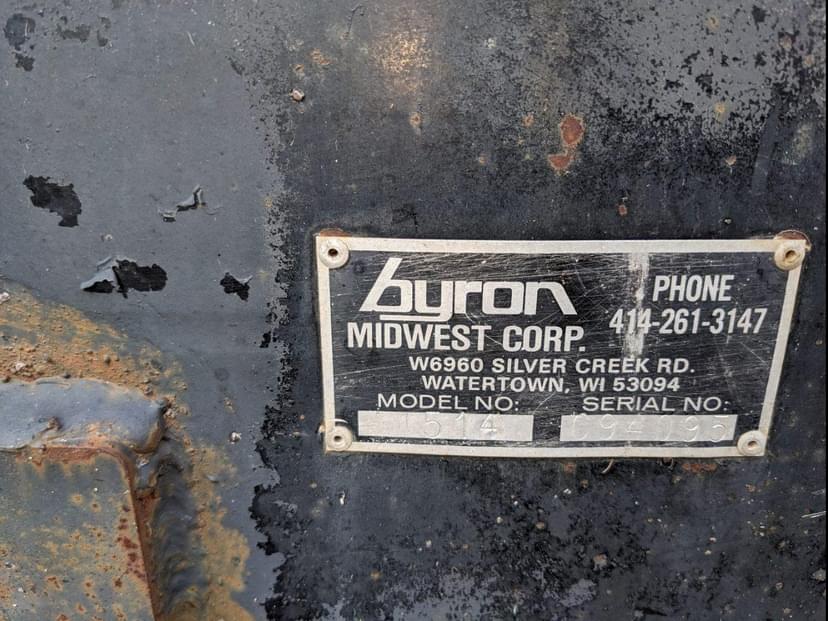 byron
MIDWEST CORP.
PHONE
414-261-3147
W6960 SILVER CREEK RD.
WATERTOWN, WI 53094
MODEL NO: SERIAL NO: